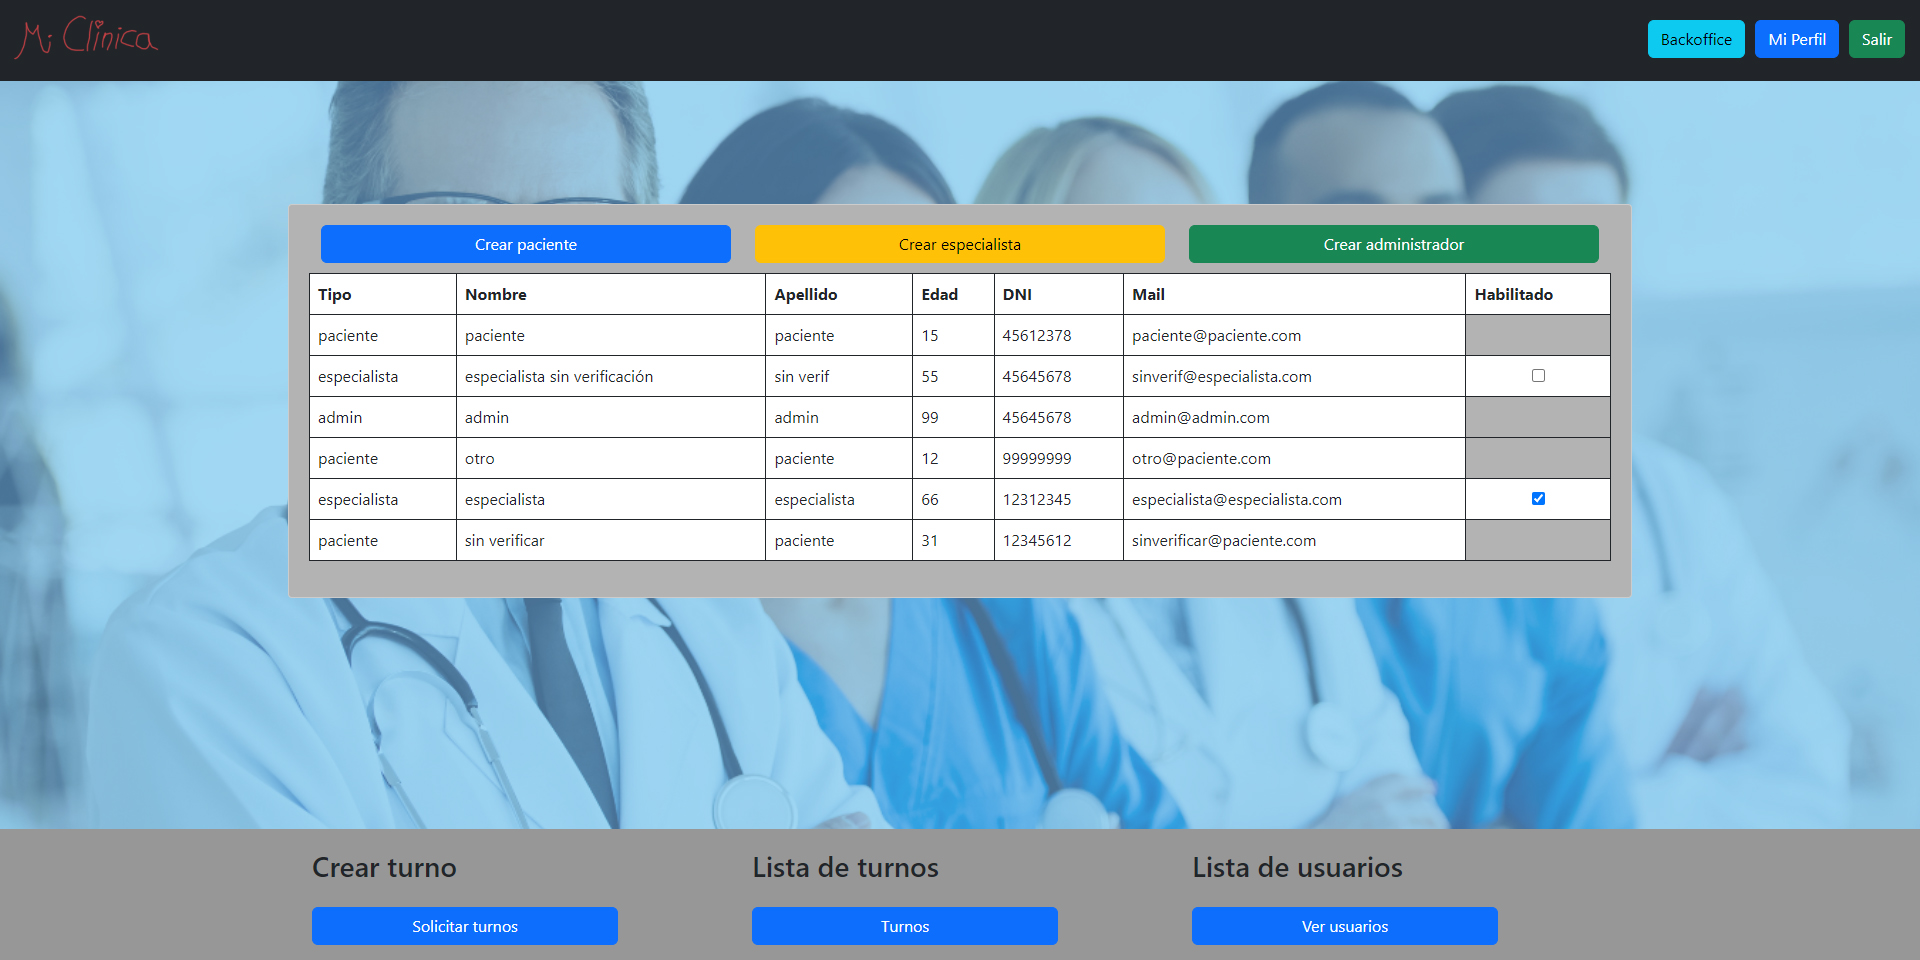 Mi Clinica
Backoffice Mi Perfil Salir
Crear paciente Crear especialista Crear administrador
Tipo Nombre Apellido Edad DNI Mail Habilitado
paciente paciente paciente 15 45612378 paciente@paciente.com
especialista especialista sin verificación sin verif 55 45645678 sinverif@especialista.com
admin admin admin 99 45645678 admin@admin.com
paciente otro paciente 12 99999999 otro@paciente.com
especialista especialista especialista 66 12312345 especialista@especialista.com
paciente sin verificar paciente 31 12345612 sinverificar@paciente.com
Crear turno Lista de turnos Lista de usuarios
Solicitar turnos Turnos Ver usuarios